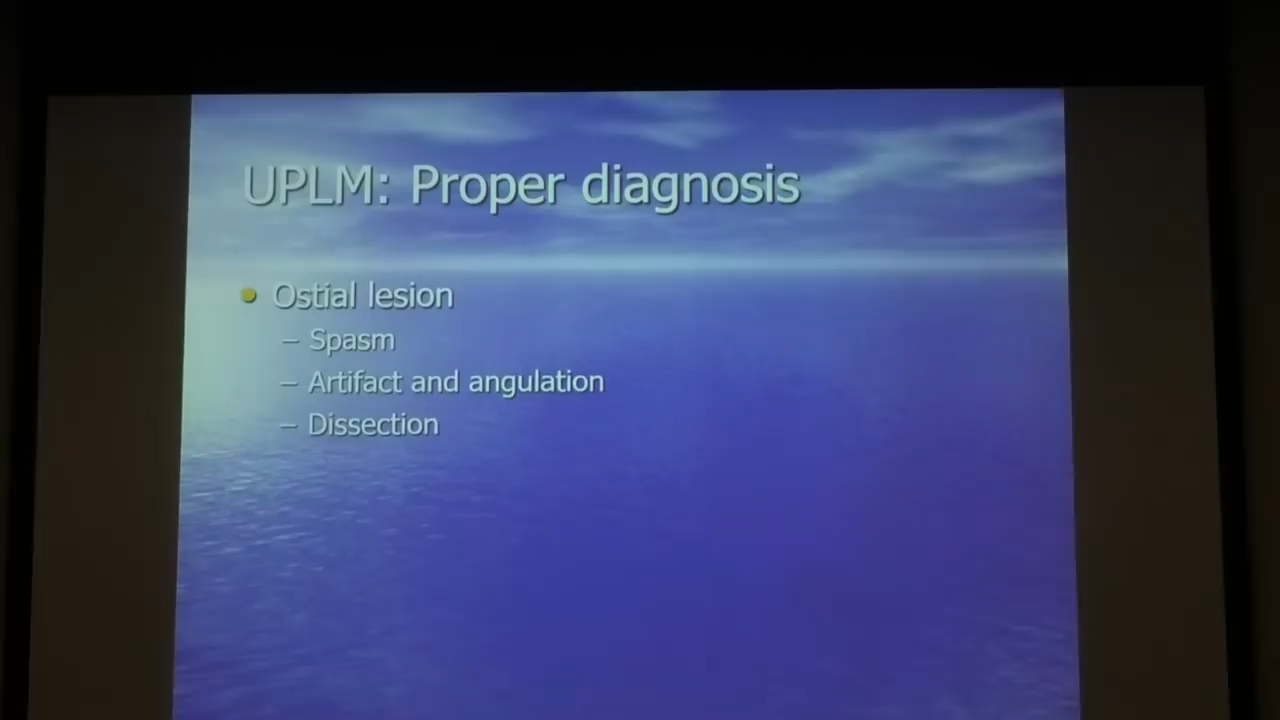 UPLM: Proper diagnosis
Ostial lesion
– Spasm
– Artifact and angulation
– Dissection